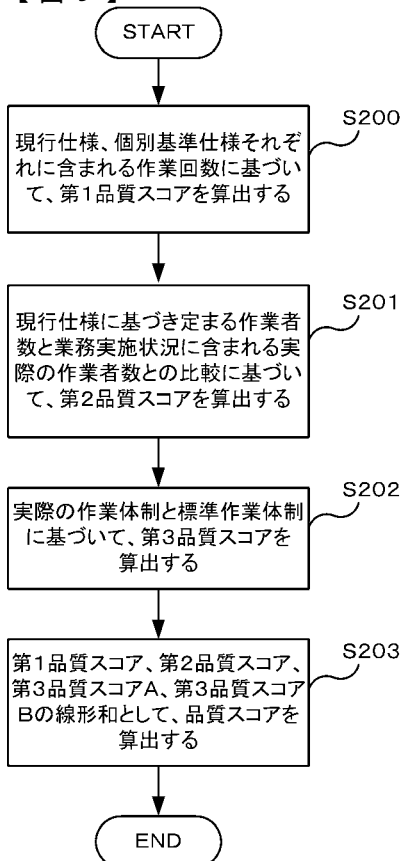 START
S200
現行仕様、個別基準仕様それぞ
れに含まれる作業回数に基づい
て、第1品質スコアを算出する
S201
現行仕様に基づき定まる作業者
数と業務実施状況に含まれる実
際の作業者数との比較に基づい
て、第2品質スコアを算出する
S202
実際の作業体制と標準作業体制
に基づいて、第3品質スコアを
算出する
S203
第1品質スコア、第2品質スコア、
第3品質スコアA、第3品質スコア
Bの線形和として、品質スコアを
算出する
END